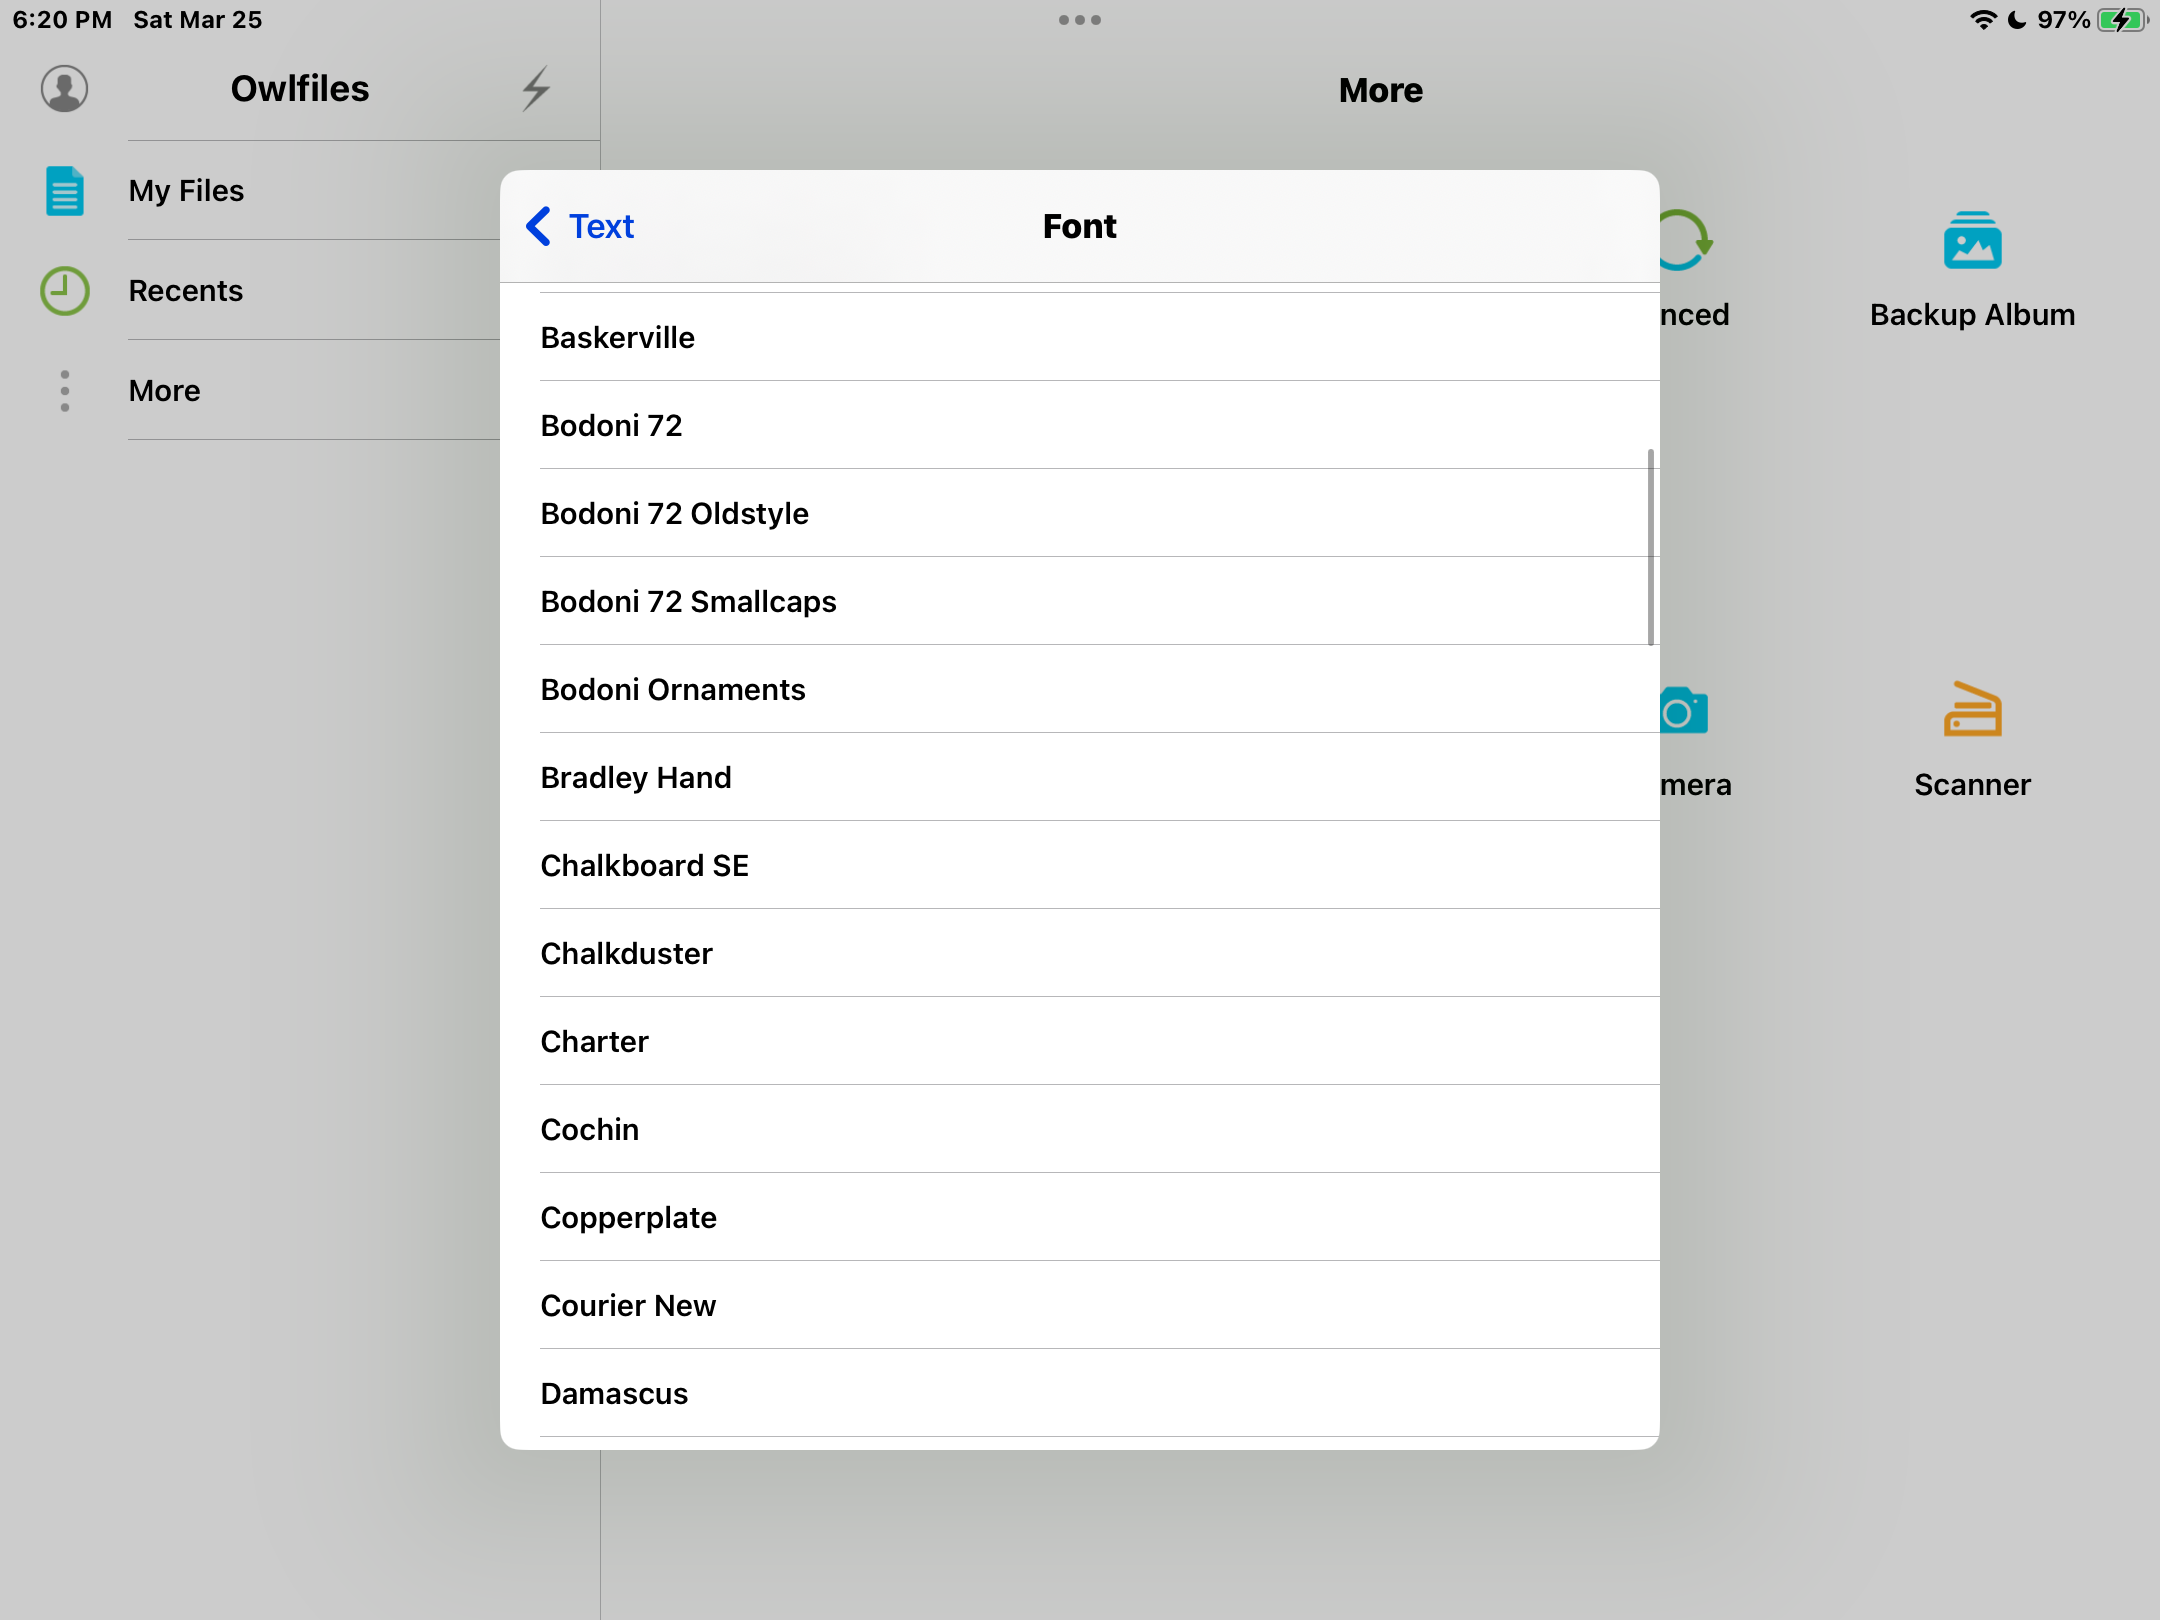 6:20 PM Sat Mar 25
97%
Owlfiles
More
My Files
Recents
More
Text
Font
Baskerville
Bodoni 72
Bodoni 72 Oldstyle
Bodoni 72 Smallcaps
Bodoni Ornaments
Bradley Hand
Chalkboard SE
Chalkduster
Charter
Cochin
Copperplate
Courier New
Damascus
nced
Backup Album
mera
Scanner